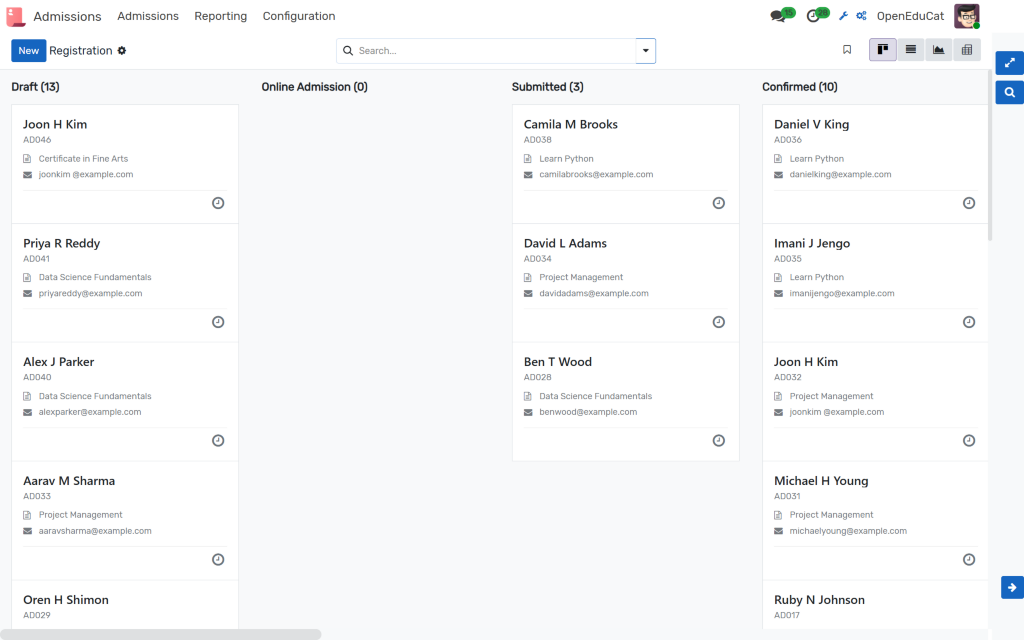 Admissions Admissions Reporting Configuration 15 28 OpenEduCat
New Registration Search...
Draft (13)
Joon H Kim
AD046
Certificate in Fine Arts
joonkim @example.com
Priya R Reddy
AD041
Data Science Fundamentals
priyareddy@example.com
Alex J Parker
AD040
Data Science Fundamentals
alexparker@example.com
Aarav M Sharma
AD033
Project Management
aaravsharma@example.com
Oren H Shimon
AD029
Online Admission (0)
Submitted (3)
Camila M Brooks
AD038
Learn Python
camilabrooks@example.com
David L Adams
AD034
Project Management
davidadams@example.com
Ben T Wood
AD028
Data Science Fundamentals
benwood@example.com
Confirmed (10)
Daniel V King
AD036
Learn Python
danielking@example.com
Imani J Jengo
AD035
Learn Python
imanijengo@example.com
Joon H Kim
AD032
Project Management
joonkim @example.com
Michael H Young
AD031
Project Management
michaelyoung@example.com
Ruby N Johnson
AD017